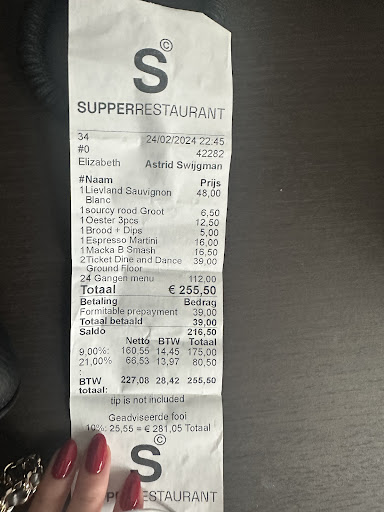 ©
S
SUPPERRESTAURANT
34 24/02/2024 22:45
#0 42282
Elizabeth Astrid Swijgman
#Naam Prijs
1 Lievland Sauvignon 48,00
Blanc
1 sourcy rood Groot 6,50
1 Oester 3pcs 12,50
1 Brood + Dips 5,00
1 Espresso Martini 16,00
1 Macka B Smash 16,50
2 Ticket Dine and Dance 39,00
Ground Floor
2 4 Gangen menu 112,00
Totaal € 255,50
Betaling Bedrag
Formitable prepayment 39,00
Totaal betaald 39,00
Saldo 216,50
Netto BTW Totaal
9,00%: 160,55 14,45 175,00
21,00% 66,53 13,97 80,50
:
BTW 227,08 28,42 255,50
totaal:
tip is not included
Geadviseerde fooi
10%: 25,55 = € 281,05 Totaal
©
S
RESTAURANT